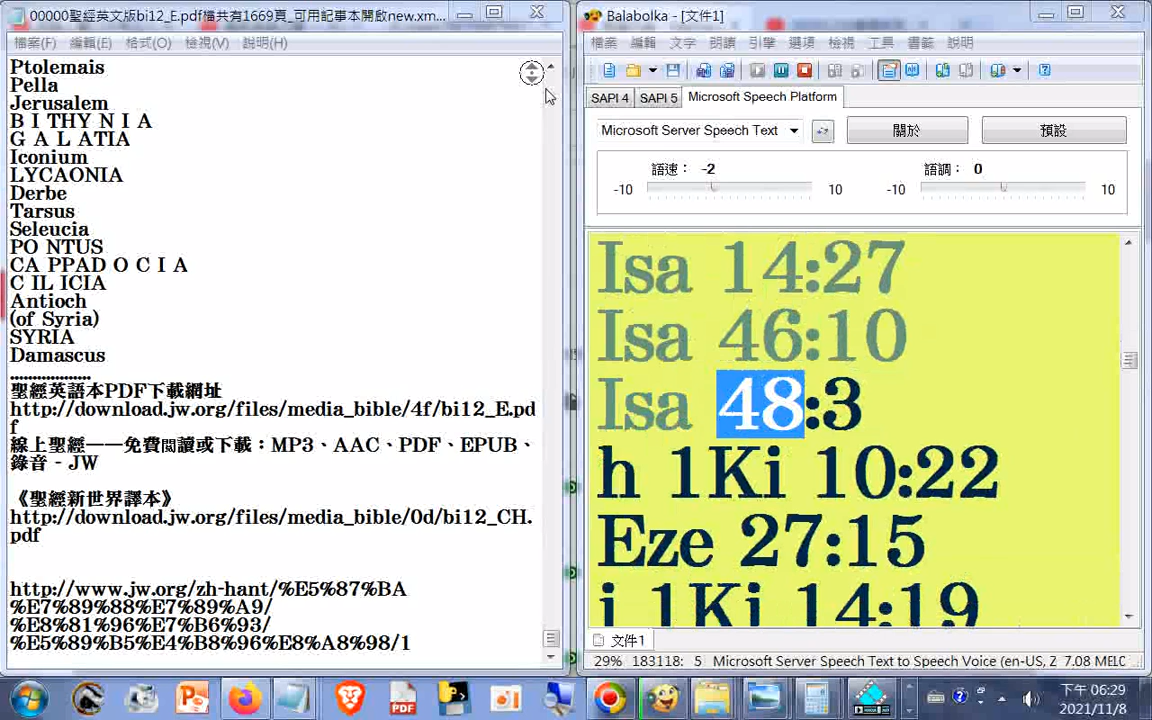 00000聖經英文版bi12_E.pdf檔共有1669頁_可用記事本開啟new.xm...
檔案(F) 編輯(E) 格式(O) 檢視(V) 說明(H)
Ptolemais
Pella
Jerusalem
B I THY N I A
G A L ATIA
Iconium
LYCAONIA
Derbe
Tarsus
Seleucia
PO NTUS
CA PPAD O C I A
C IL ICIA
Antioch
(of Syria)
SYRIA
Damascus
..................
聖經英語本PDF下載網址
http://download.jw.org/files/media_bible/4f/bi12_E.pd
f
線上聖經——免費閱讀或下載：MP3、AAC、PDF、EPUB、
錄音 - JW
《聖經新世界譯本》
http://download.jw.org/files/media_bible/0d/bi12_CH.
pdf
http://www.jw.org/zh-hant/%E5%87%BA
%E7%89%88%E7%89%A9/
%E8%81%96%E7%B6%93/
%E5%89%B5%E4%B8%96%E8%A8%98/1
Balabolka - [文件1]
檔案 編輯 文字 朗讀 引擎 選項 檢視 工具 書籤 說明
SAPI 4 SAPI 5 Microsoft Speech Platform
Microsoft Server Speech Text 關於 預設
語速： -2 語調： 0
-10 10 -10 10
Isa 14:27
Isa 46:10
Isa 48:3
h 1Ki 10:22
Eze 27:15
i 1Ki 14:19
文件1
29% 183118: 5 Microsoft Server Speech Text to Speech Voice (en-US, Z 7.08 MELC
PDF
下午 06:29
2021/11/8